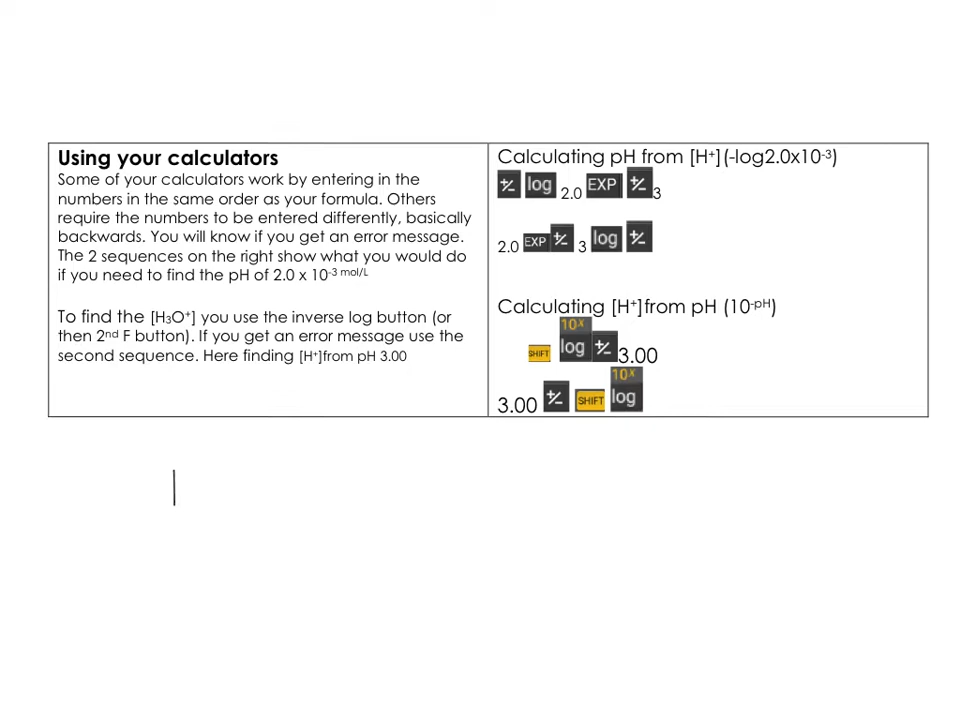 Using your calculators
Some of your calculators work by entering in the
numbers in the same order as your formula. Others
require the numbers to be entered differently, basically
backwards. You will know if you get an error message.
The 2 sequences on the right show what you would do
if you need to find the pH of 2.0 x 10⁻³ ᵐᵒˡ/ᴸ
To find the [H₃O⁺] you use the inverse log button (or
then 2ⁿᵈ F button). If you get an error message use the
second sequence. Here finding [H⁺]from pH 3.00
Calculating pH from [H⁺](-log2.0x10⁻³)
+/− log 2.0 EXP +/− 3
2.0 EXP +/− 3 log +/−
Calculating [H⁺]from pH (10⁻ᵖᴴ)
10ˣ
SHIFT log +/− 3.00
10ˣ
3.00 +/− SHIFT log